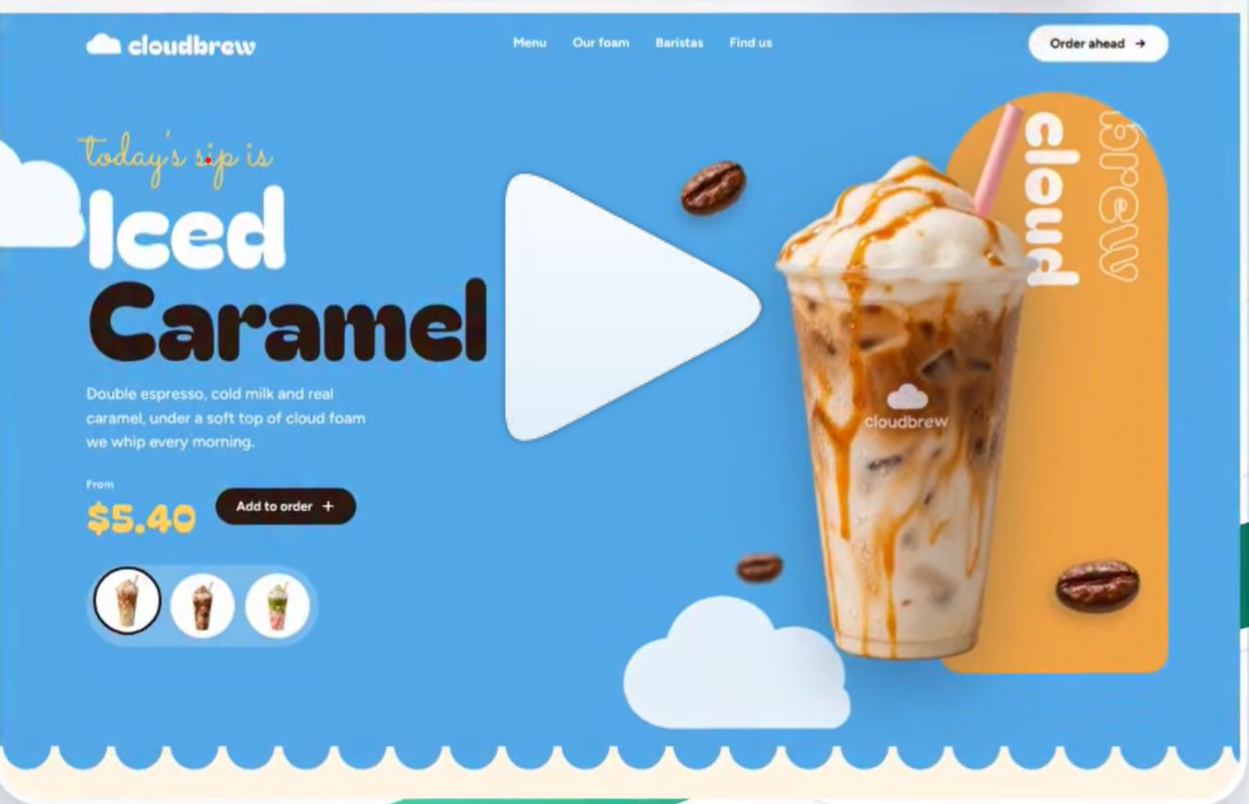 cloudbrew
Menu
Our foam
Baristas
Find us
Order ahead →
today's sip is
Iced
Caramel
Double espresso, cold milk and real
caramel, under a soft top of cloud foam
we whip every morning.
From
$5.40
Add to order +
cloud
brew
cloudbrew